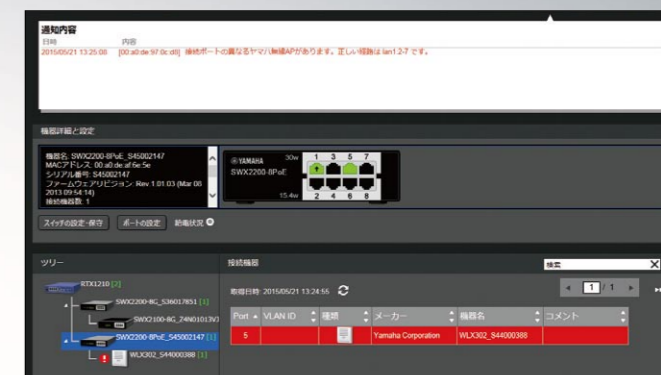 通知内容
日時 内容
2015/05/21 13:25:08 [00:a0:de:97:0c:d8] 接続ポートの異なるヤマハ無線APがあります。正しい経路は lan1:2-7 です。
機器詳細と設定
機器名: SWX2200-8PoE_S45002147
MACアドレス: 00:a0:de:af:6e:5e
シリアル番号: S45002147
ファームウェアリビジョン: Rev.1.01.03 (Mar 08
2013 09:54:14)
接続機器数: 1
YAMAHA
SWX2200-8PoE
30w 1 3 5 7
15.4w 2 4 6 8
スイッチの設定・保守 ポートの設定 給電状況
ツリー
RTX1210 [2]
SWX2200-8G_S36017851 [1]
SWX2100-8G_Z4N01013VJ
SWX2200-8PoE_S45002147 [1]
WLX302_S44000388 [1]
接続機器
検索
取得日時: 2015/05/21 13:24:55
1 / 1
Port VLAN ID 種類 メーカー 機器名 コメント
5 Yamaha Corporation WLX302_S44000388